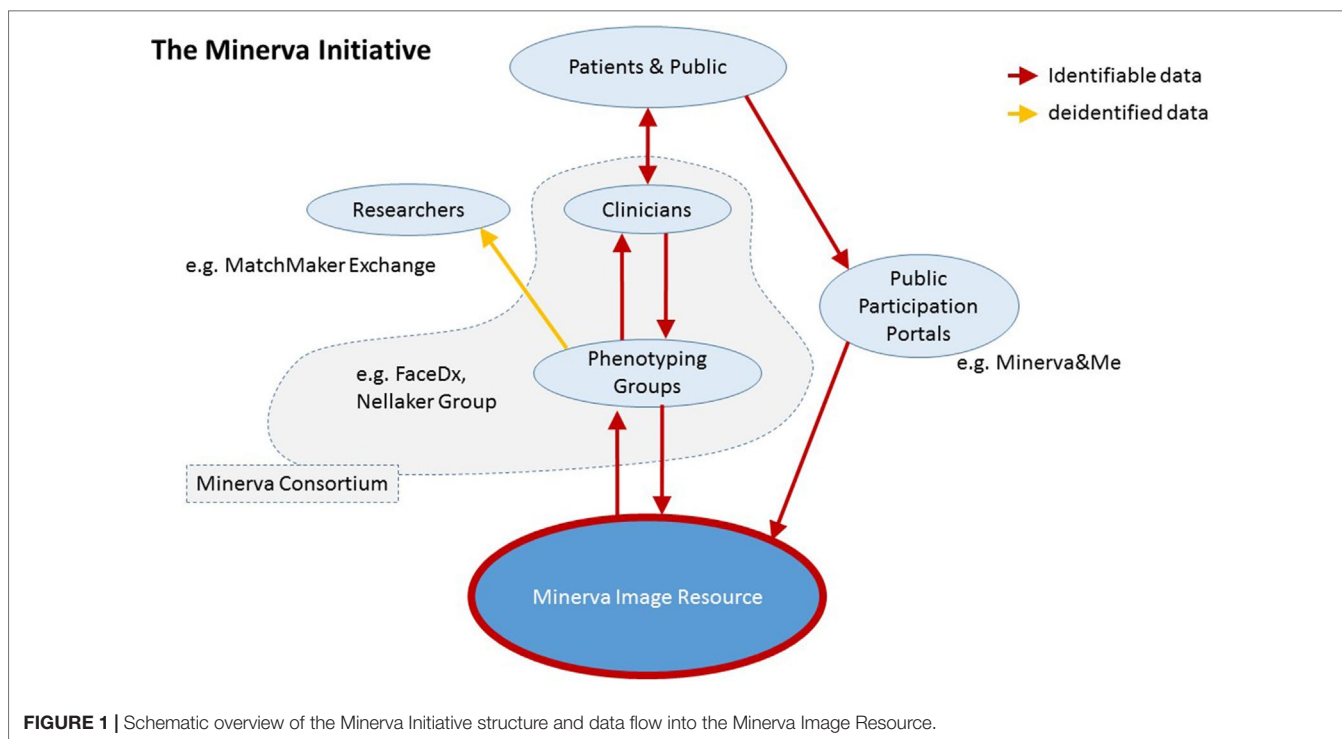 The Minerva Initiative
Patients & Public
Identifiable data
deidentified data
Researchers
Clinicians
e.g. MatchMaker Exchange
Public
Participation
Portals
e.g. Minerva&Me
Phenotyping
Groups
e.g. FaceDx,
Nellaker Group
Minerva Consortium
Minerva Image Resource
FIGURE 1 | Schematic overview of the Minerva Initiative structure and data flow into the Minerva Image Resource.